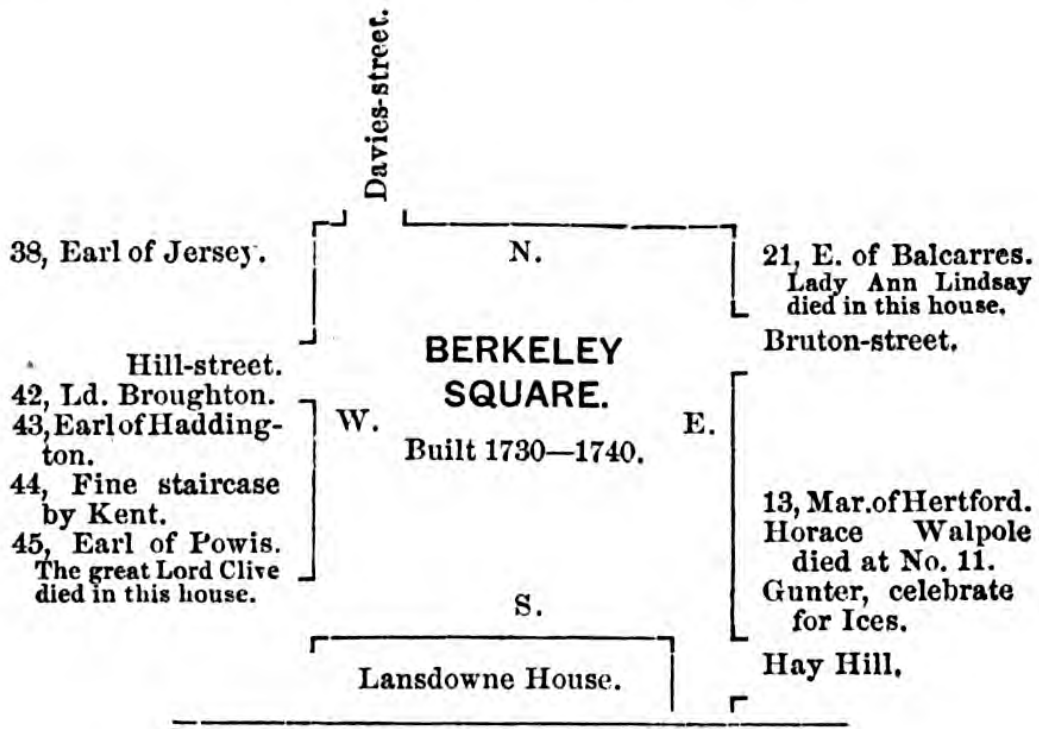 Davies-street.
38, Earl of Jersey.
Hill-street.
42, Ld. Broughton.
43, Earl of Hadding-
ton.
44, Fine staircase
by Kent.
45, Earl of Powis.
The great Lord Clive
died in this house.
N.
W.
BERKELEY
SQUARE.
Built 1730—1740.
E.
S.
Lansdowne House.
21, E. of Balcarres.
Lady Ann Lindsay
died in this house.
Bruton-street.
13, Mar. of Hertford.
Horace Walpole
died at No. 11.
Gunter, celebrate
for Ices.
Hay Hill.